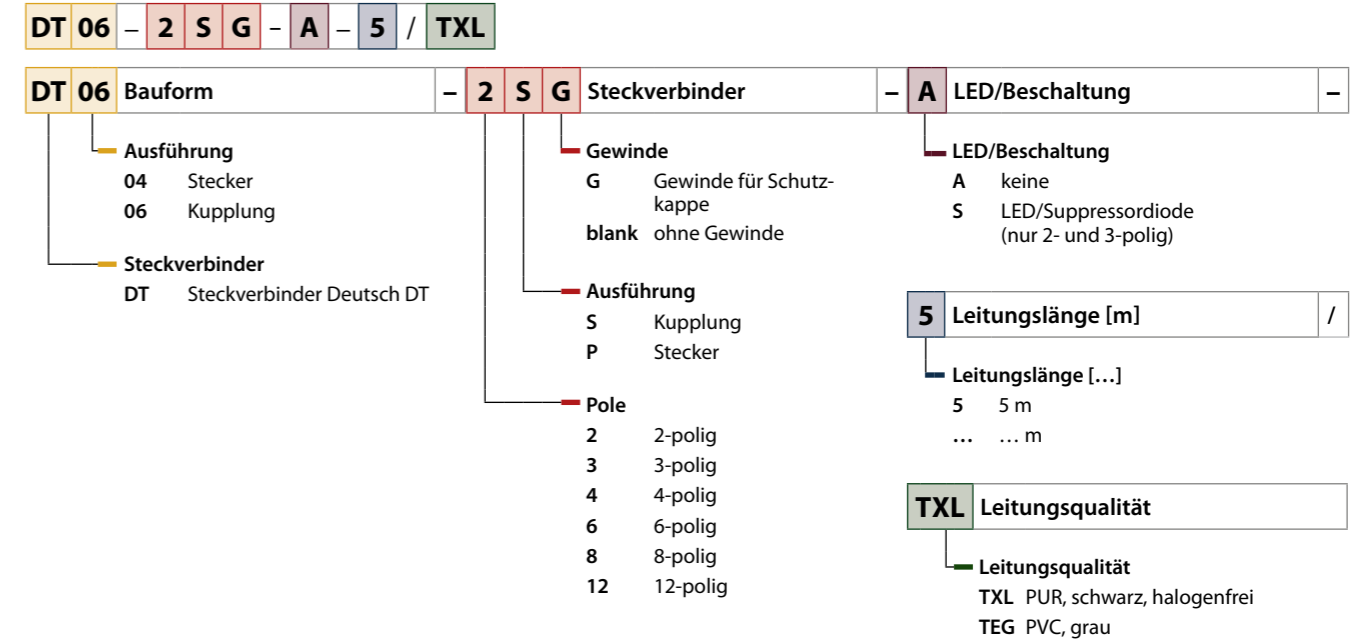 DT 06 – 2 S G - A – 5 / TXL
DT 06 Bauform –
Ausführung
04 Stecker
06 Kupplung
Steckverbinder
DT Steckverbinder Deutsch DT
2 S G Steckverbinder –
Gewinde
G Gewinde für Schutz-
kappe
blank ohne Gewinde
Ausführung
S Kupplung
P Stecker
Pole
2 2-polig
3 3-polig
4 4-polig
6 6-polig
8 8-polig
12 12-polig
A LED/Beschaltung –
LED/Beschaltung
A keine
S LED/Suppressordiode
(nur 2- und 3-polig)
5 Leitungslänge [m] /
Leitungslänge […]
5 5 m
… … m
TXL Leitungsqualität
Leitungsqualität
TXL PUR, schwarz, halogenfrei
TEG PVC, grau